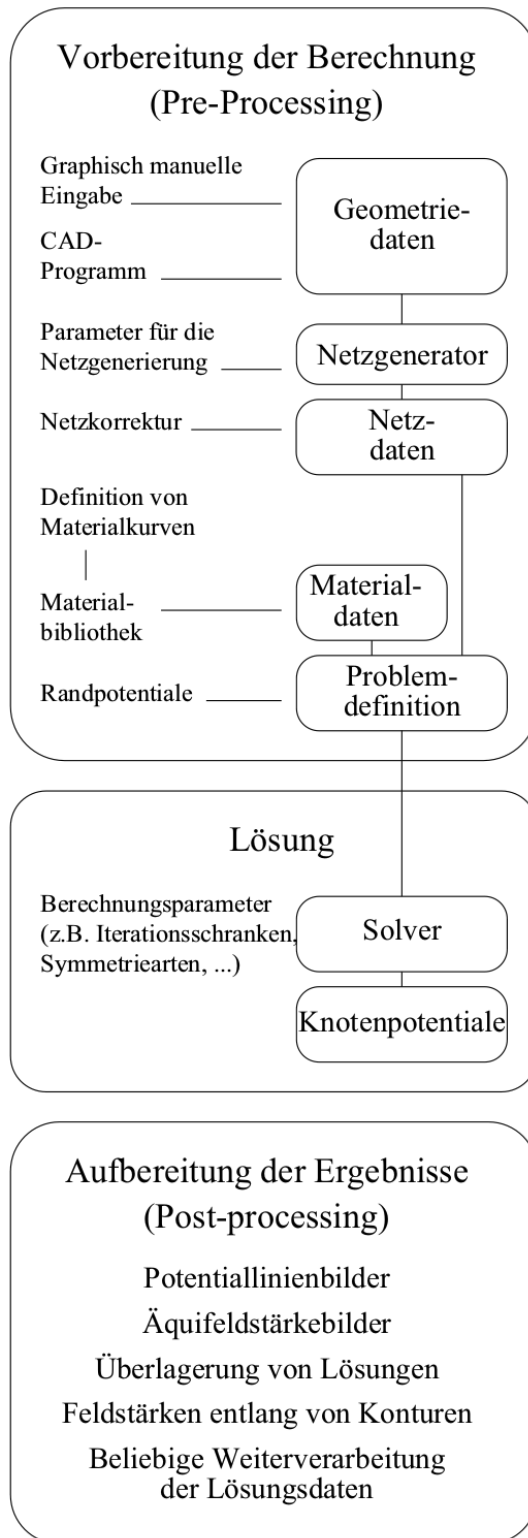 Vorbereitung der Berechnung
(Pre-Processing)
Graphisch manuelle
Eingabe
Geometrie-
daten
CAD-
Programm
Parameter für die
Netzgenerierung
Netzgenerator
Netzkorrektur
Netz-
daten
Definition von
Materialkurven
Material-
bibliothek
Material-
daten
Randpotentiale
Problem-
definition
Lösung
Berechnungsparameter
(z.B. Iterationsschranken,
Symmetriearten, ...)
Solver
Knotenpotentiale
Aufbereitung der Ergebnisse
(Post-processing)
Potentiallinienbilder
Äquifeldstärkebilder
Überlagerung von Lösungen
Feldstärken entlang von Konturen
Beliebige Weiterverarbeitung
der Lösungsdaten